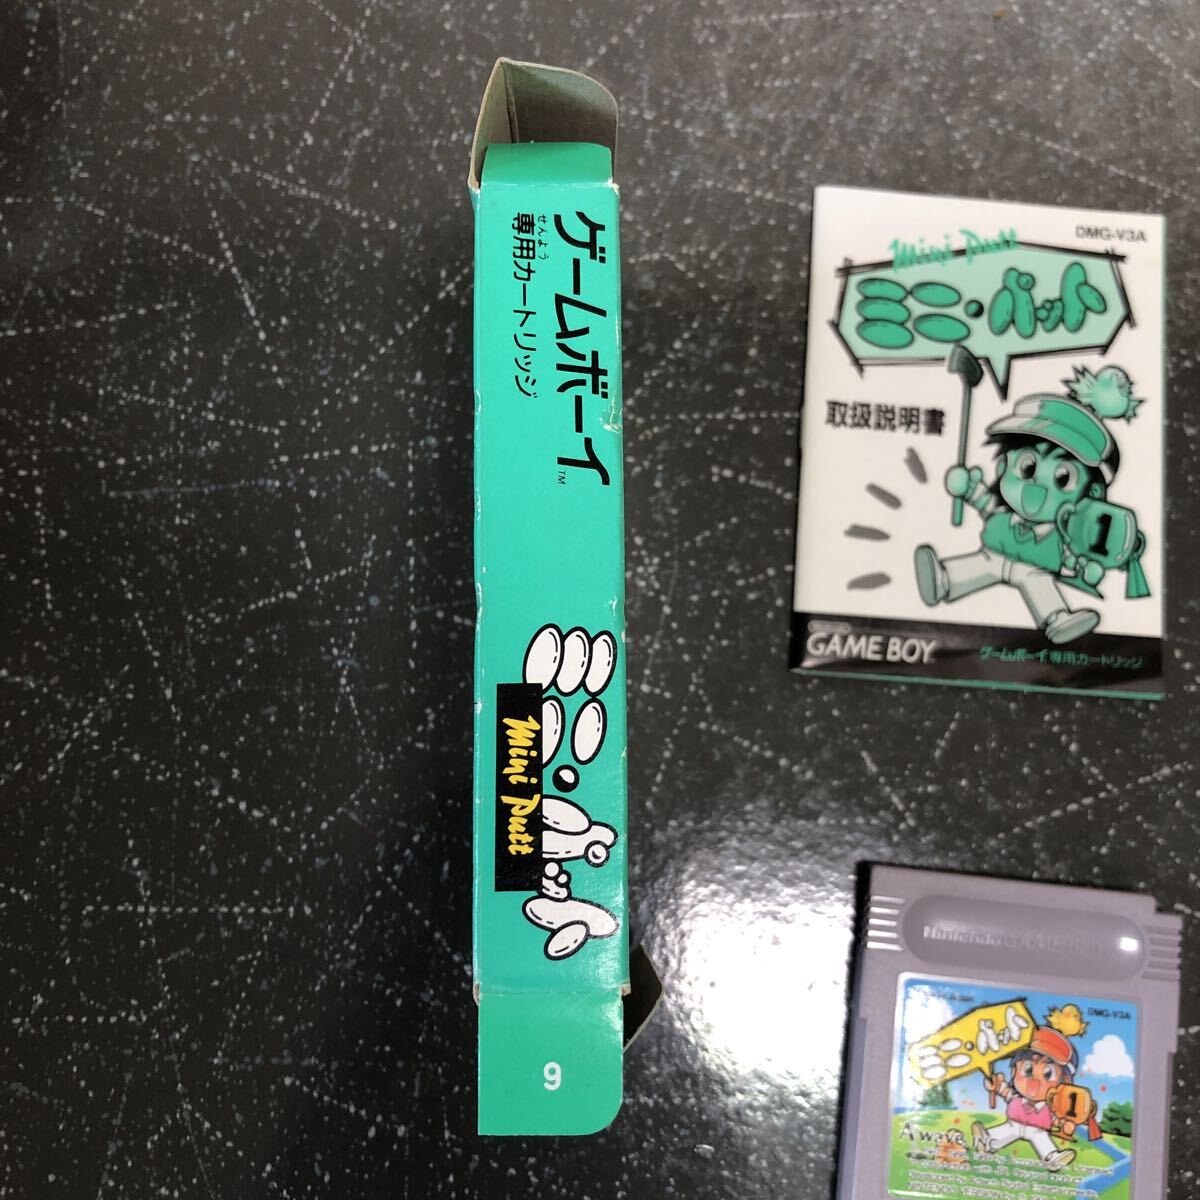 ゲームボーイ™
せんよう
専用カートリッジ
ミニ・パット
Mini Putt
9
DMG-V3A
Mini Putt
ミニ・パット
取扱説明書
1
GAME BOY
ゲームボーイ専用カートリッジ
Nintendo GAME BOY
DMG-V3A
ミニ・パット
1
A wave, INC.